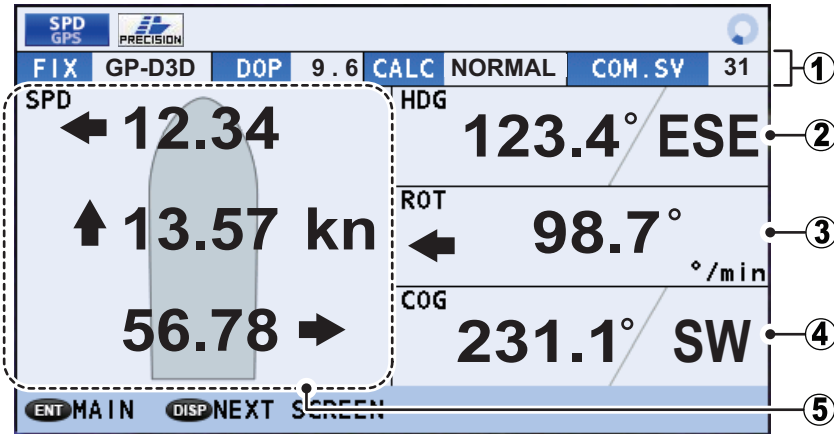 SPD
GPS
PRECISION
FIX GP-D3D DOP 9.6 CALC NORMAL COM.SV 31
①
SPD
← 12.34
↑ 13.57 kn
56.78 →
HDG
123.4° ESE
②
ROT
← 98.7°
°/min
③
COG
231.1° SW
④
ENT MAIN DISP NEXT SCREEN
⑤